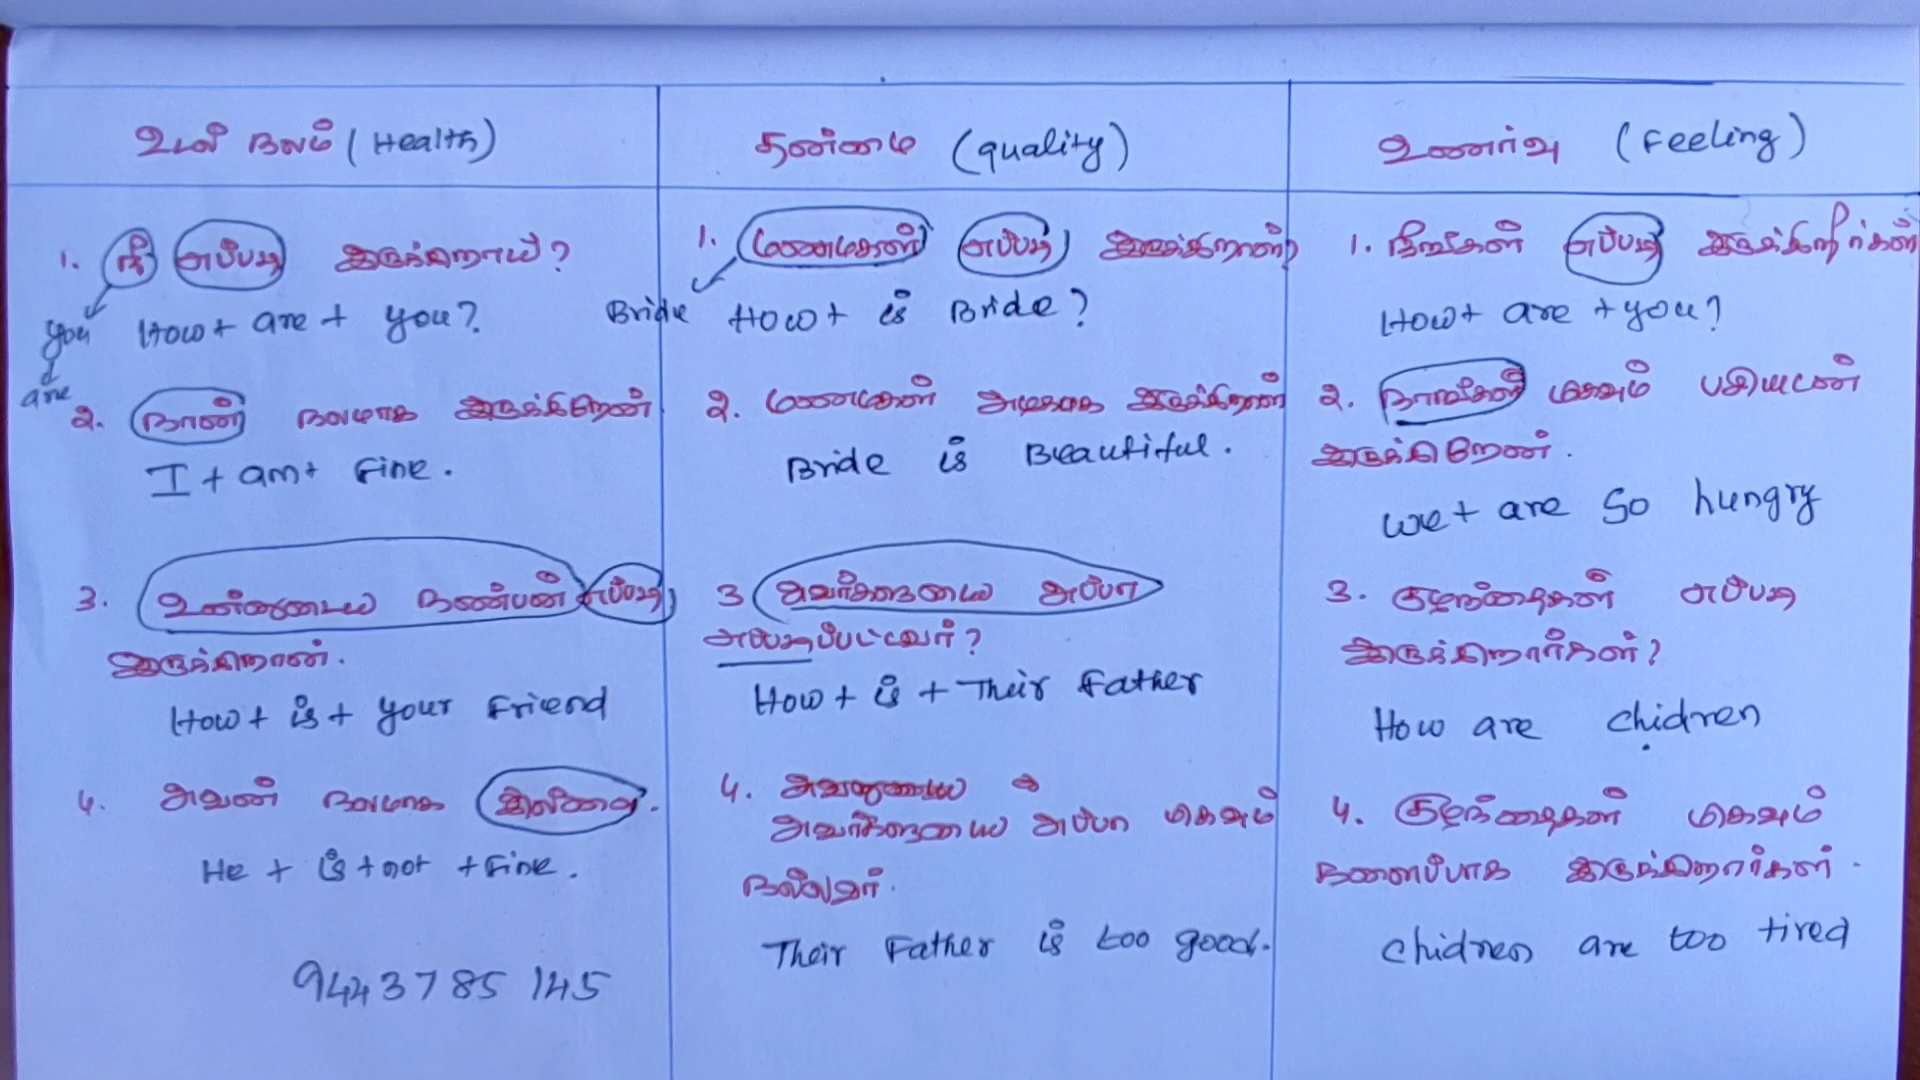 உடல் நலம் (Health)
1. நீ எப்படி இருக்கிறாய்?
you How + are + you?
are
2. நான் நலமாக இருக்கிறேன்
I + am + Fine.
3. உன்னுடைய நண்பன் எப்படி
இருக்கிறான்.
How + is + your Friend
4. அவன் நலமாக இல்லை.
He + is + not + Fine.
9443785 145
தன்மை (quality)
1. மணமகள் எப்படி இருக்கிறாள்
Bride How + is Bride?
2. மணமகள் அழகாக இருக்கிறாள்
Bride is Beautiful.
3 அவர்களுடைய அப்பா
எப்படிப்பட்டவர்?
How + is + Their Father
4.
அவர்களுடைய அப்பா மிகவும்
நல்லவர்.
Their Father is too good.
உணர்வு (Feeling)
1. நீங்கள் எப்படி இருக்கிறீர்கள்
How + are + you?
2. நாங்கள் மிகவும் பசியுடன்
இருக்கிறேன்.
we + are so hungry
3. குழந்தைகள் எப்படி
இருக்கிறார்கள்?
How are chidren
4. குழந்தைகள் மிகவும்
களைப்பாக இருக்கிறார்கள்.
chidren are too tired